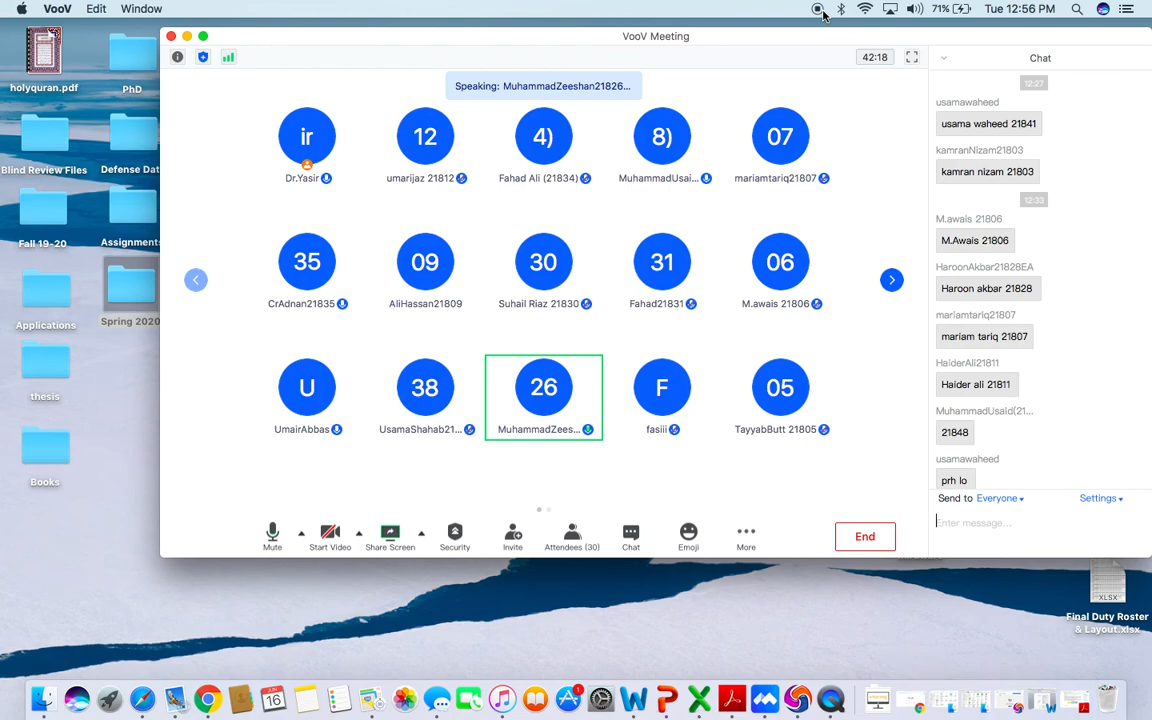 VooV Edit Window
71% Tue 12:56 PM
holyquran.pdf
PhD
Blind Review Files
Defense Dat
Fall 19-20
Assignments
Applications
Spring 2020
thesis
Books
Final Duty Roster
& Layout.xlsx
XLSX
VooV Meeting
42:18
Speaking: MuhammadZeeshan21826...
ir 12 4) 8) 07
Dr.Yasir umarijaz 21812 Fahad Ali (21834) MuhammadUsai... mariamtariq21807
35 09 30 31 06
CrAdnan21835 AliHassan21809 Suhail Riaz 21830 Fahad21831 M.awais 21806
U 38 26 F 05
UmairAbbas UsamaShahab21... MuhammadZees... fasiii TayyabButt 21805
Mute Start Video Share Screen Security Invite Attendees (30) Chat Emoji More
End
Chat
12:27
usamawaheed
usama waheed 21841
kamranNizam21803
kamran nizam 21803
12:33
M.awais 21806
M.Awais 21806
HaroonAkbar21828EA
Haroon akbar 21828
mariamtariq21807
mariam tariq 21807
HaiderAli21811
Haider ali 21811
MuhammadUsaid(21...
21848
usamawaheed
prh lo
Send to Everyone Settings
Enter message...
JUN
16
1